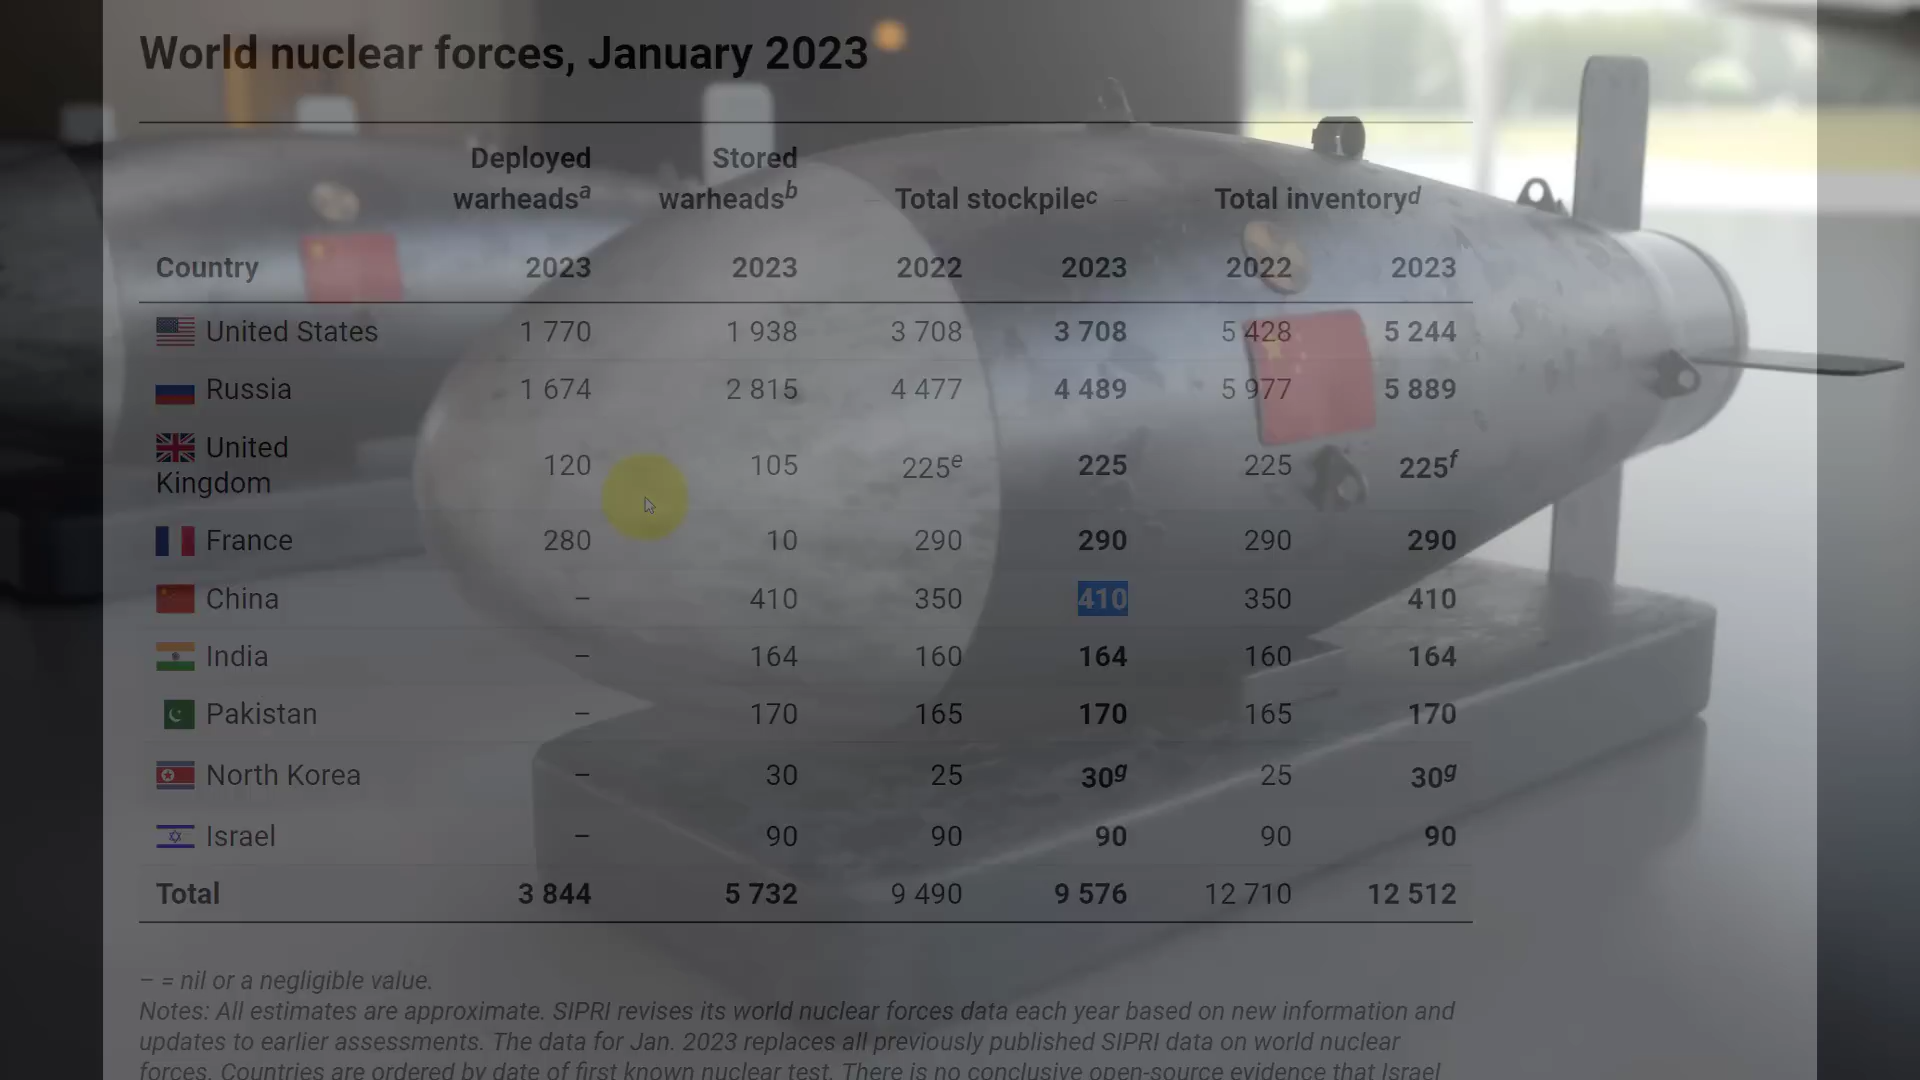 World nuclear forces, January 2023
Deployed warheadsa Stored warheadsb Total stockpilec Total inventoryd
Country 2023 2023 2022 2023 2022 2023
United States 1 770 1 938 3 708 3 708 5 428 5 244
Russia 1 674 2 815 4 477 4 489 5 977 5 889
United Kingdom 120 105 225e 225 225 225f
France 280 10 290 290 290 290
China – 410 350 410 350 410
India – 164 160 164 160 164
Pakistan – 170 165 170 165 170
North Korea – 30 25 30g 25 30g
Israel – 90 90 90 90 90
Total 3 844 5 732 9 490 9 576 12 710 12 512
– = nil or a negligible value.
Notes: All estimates are approximate. SIPRI revises its world nuclear forces data each year based on new information and
updates to earlier assessments. The data for Jan. 2023 replaces all previously published SIPRI data on world nuclear
forces. Countries are ordered by date of first known nuclear test. There is no conclusive open-source evidence that Israel